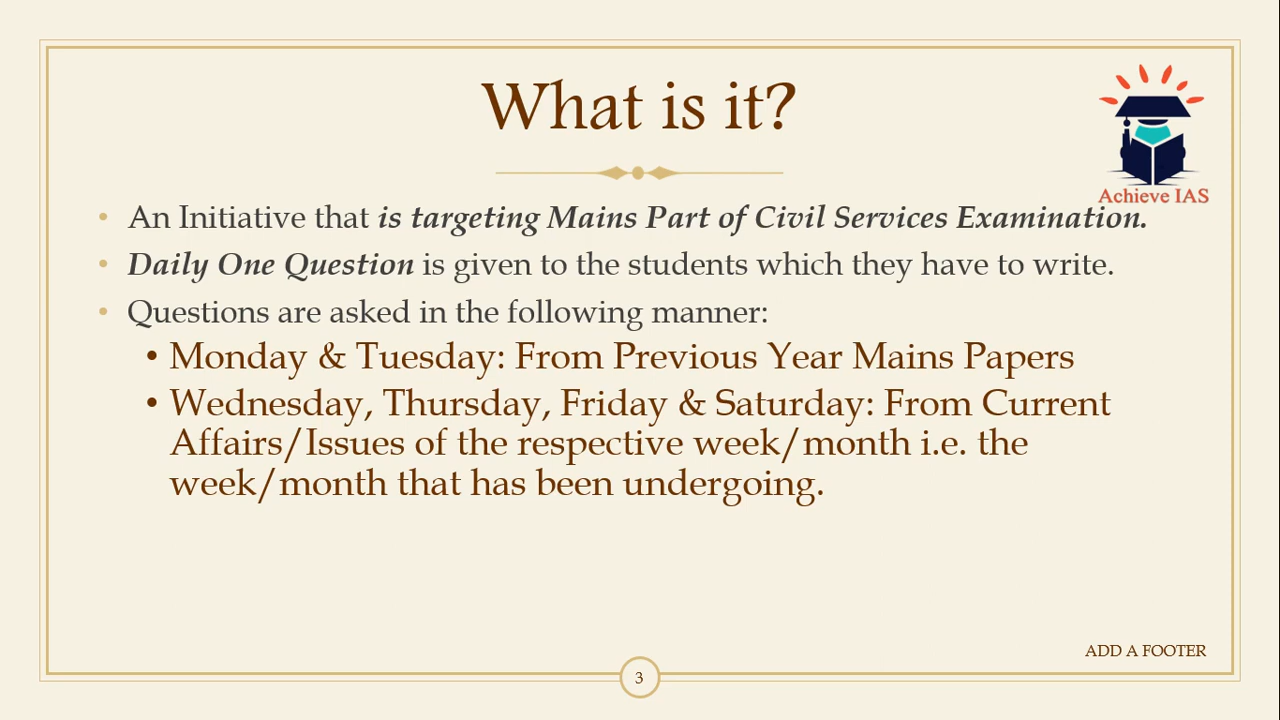 What is it?
Achieve IAS
• An Initiative that is targeting Mains Part of Civil Services Examination.
• Daily One Question is given to the students which they have to write.
• Questions are asked in the following manner:
• Monday & Tuesday: From Previous Year Mains Papers
• Wednesday, Thursday, Friday & Saturday: From Current
Affairs/Issues of the respective week/month i.e. the
week/month that has been undergoing.
ADD A FOOTER
3